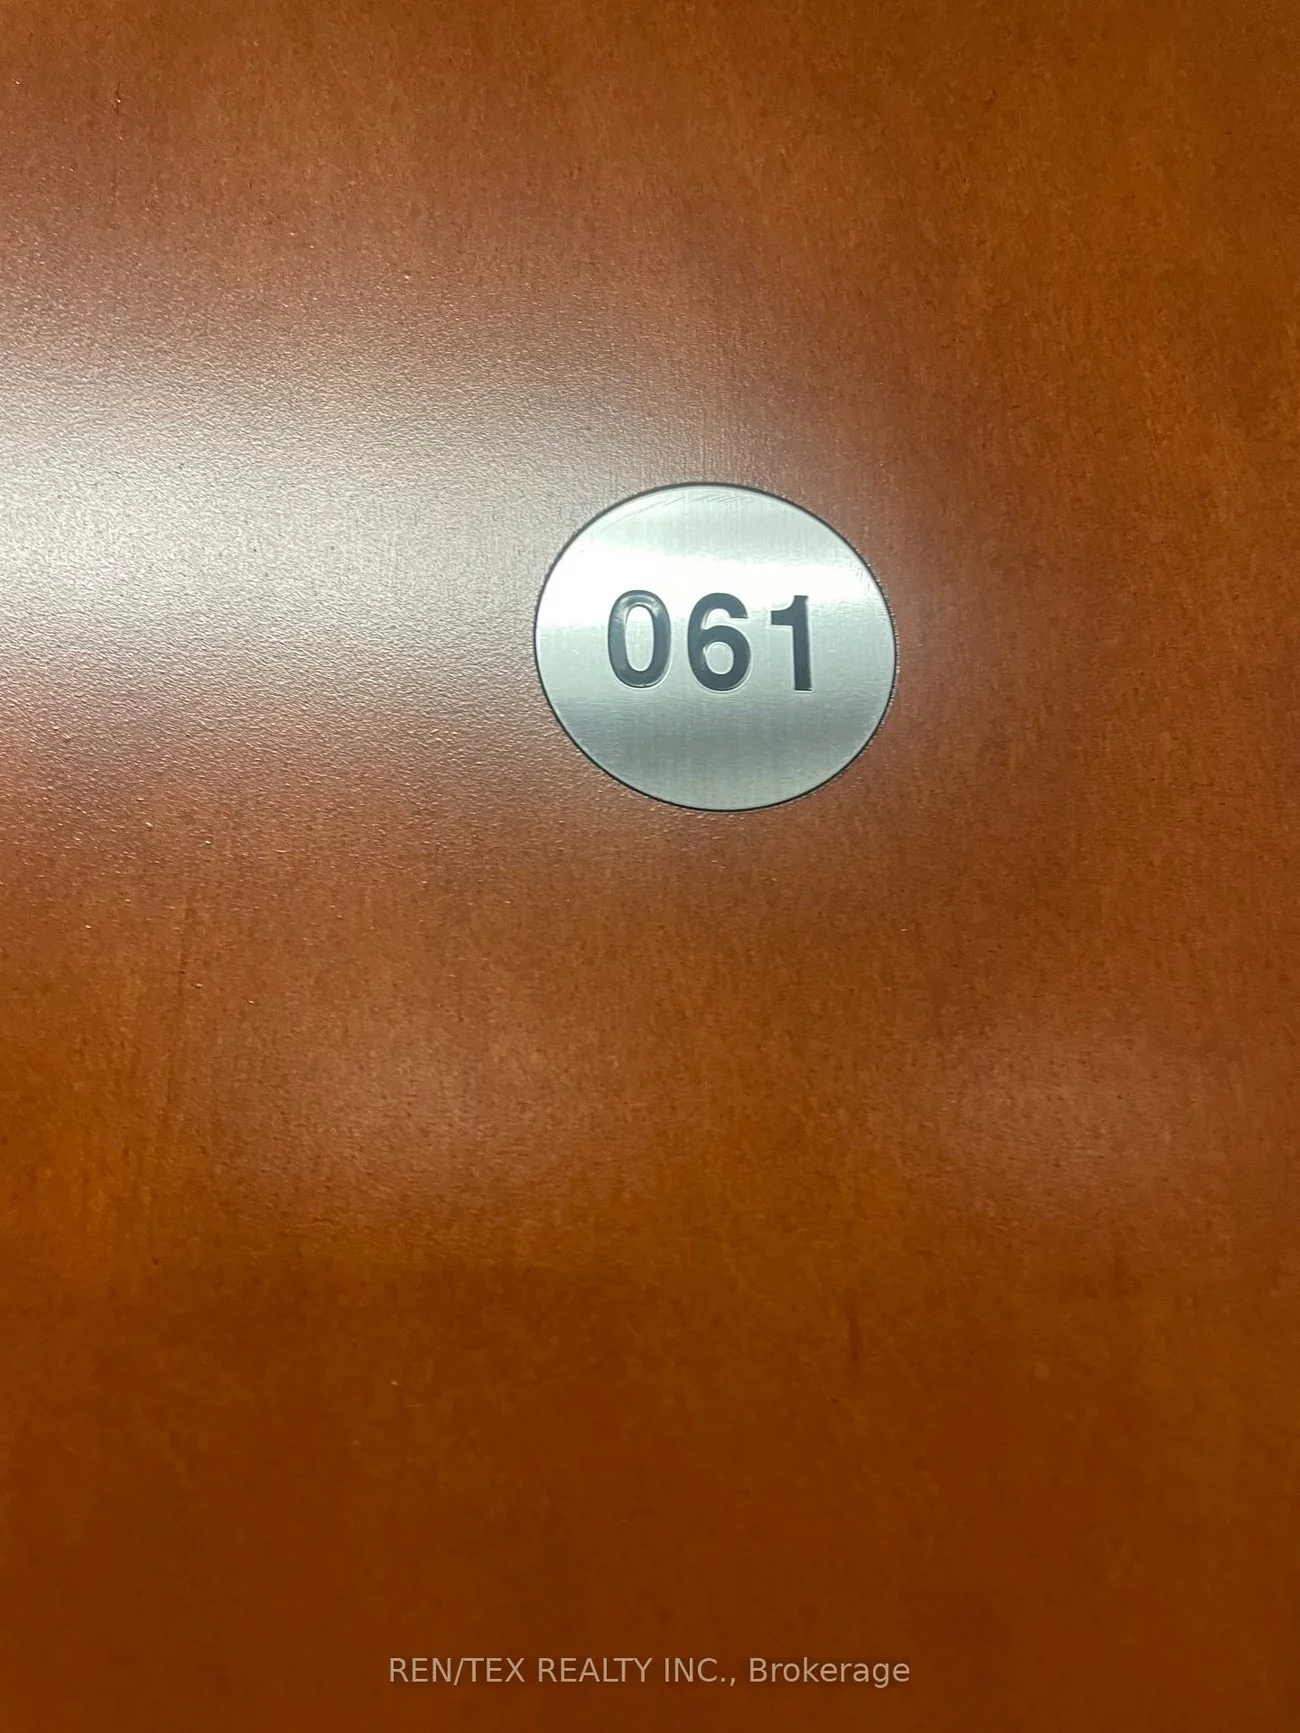 061
REN/TEX REALTY INC., Brokerage